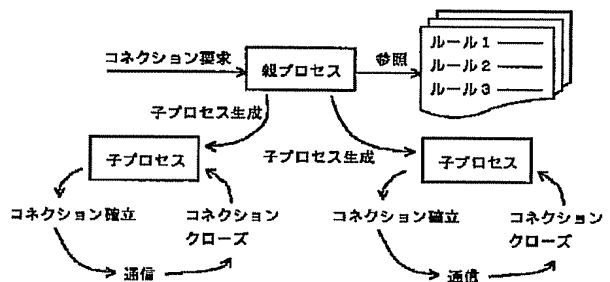 コネクション要求
親プロセス
参照
ルール1
ルール2
ルール3
子プロセス生成
子プロセス生成
子プロセス
子プロセス
コネクション確立
コネクション
クローズ
通信
コネクション確立
コネクション
クローズ
通信